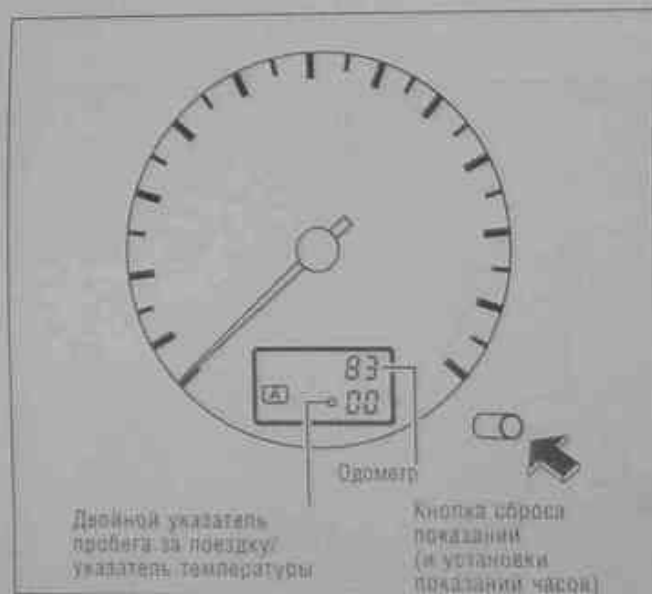 83
A
00
Одометр
Двойной указатель
пробега за поездку/
указатель температуры
Кнопка сброса
показаний
(и установки
показаний часов)